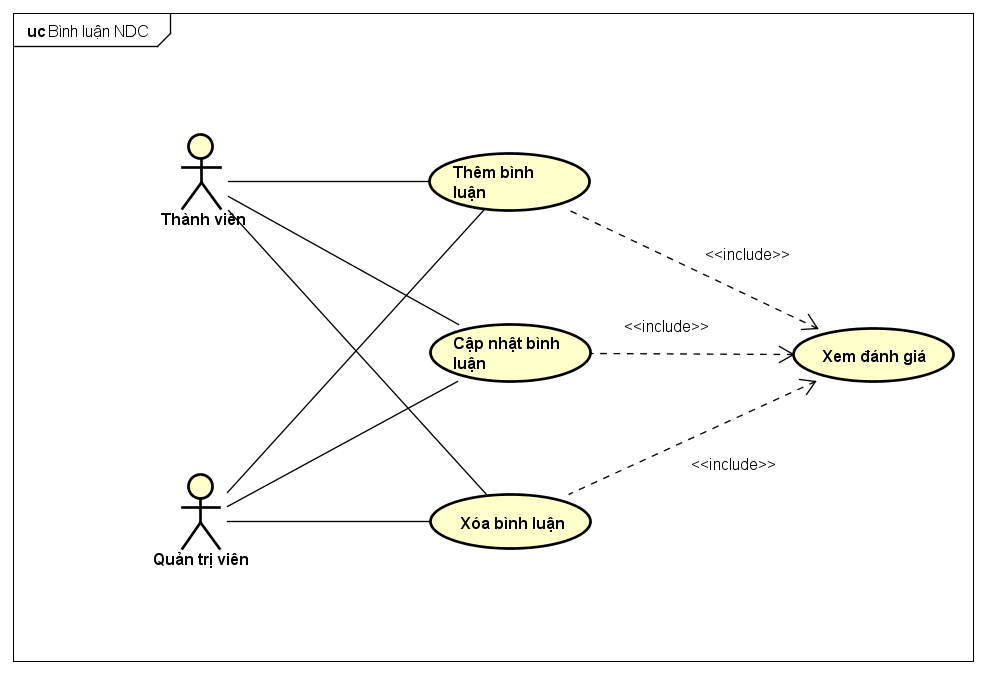 uc Bình luận NDC
Thành viên
Thêm bình
luận
<<include>>
<<include>>
Cập nhật bình
luận
Xem đánh giá
<<include>>
Xóa bình luận
Quản trị viên